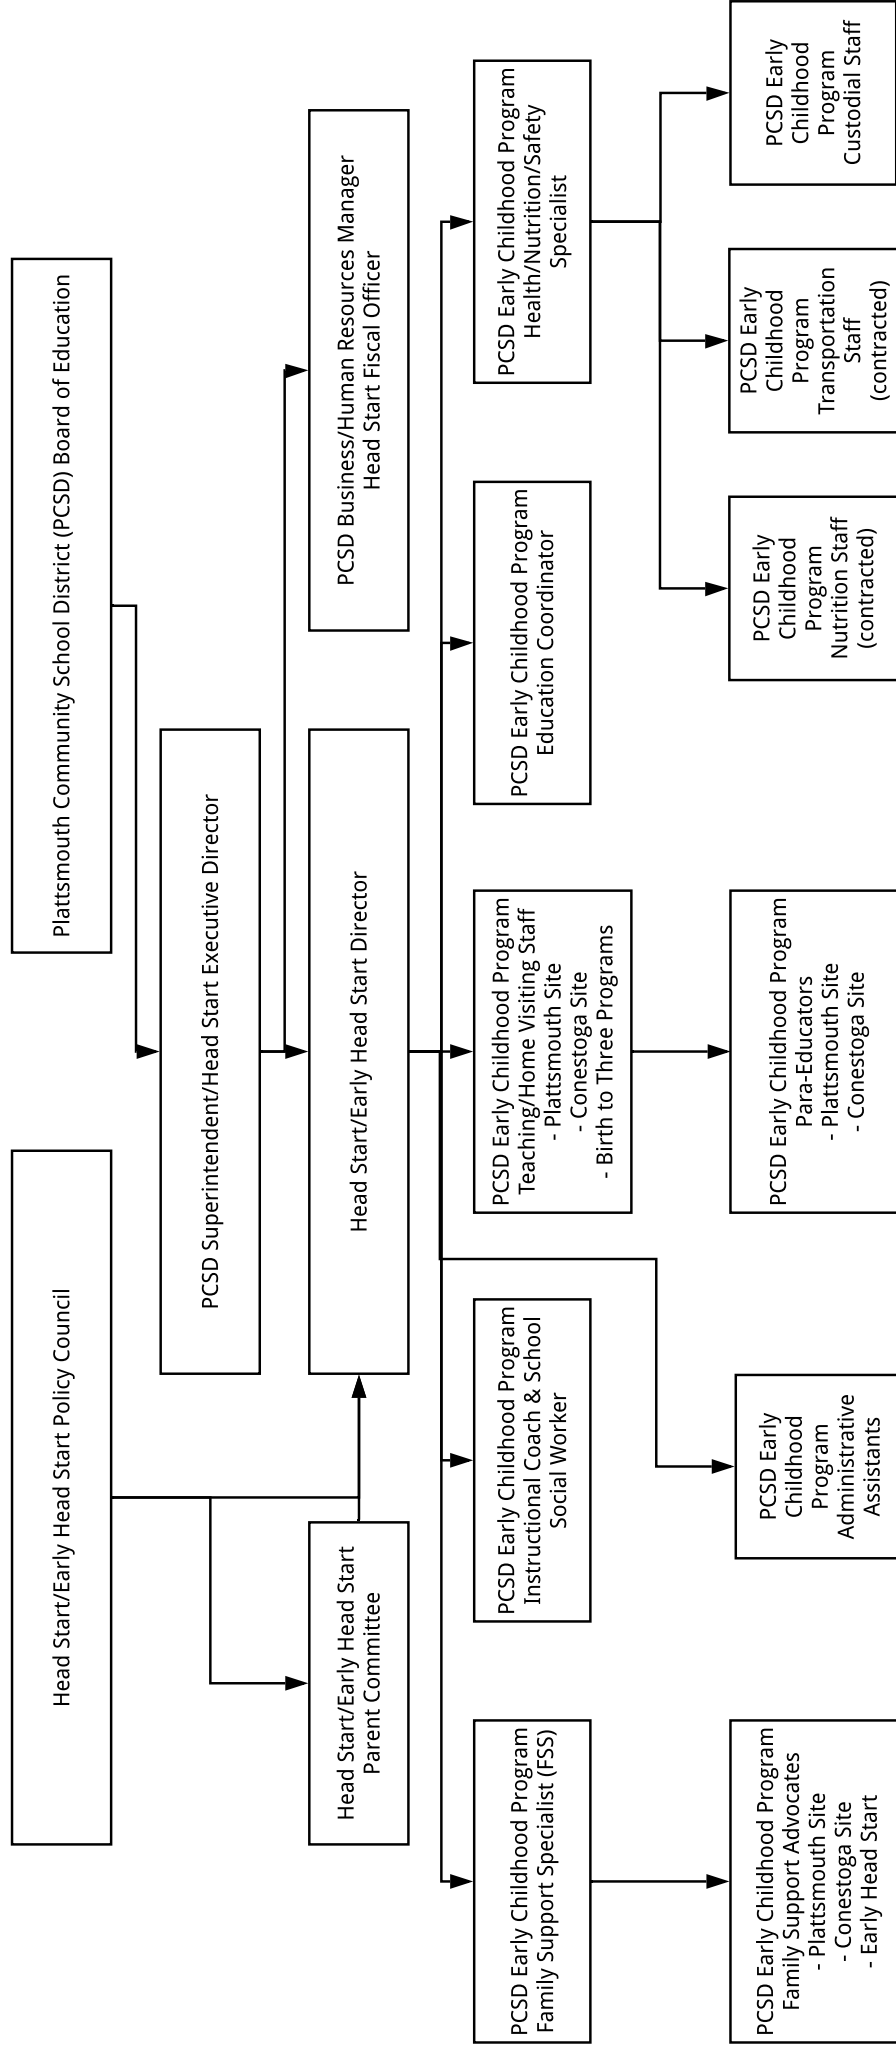 Head Start/Early Head Start Policy Council
Plattsmouth Community School District (PCSD) Board of Education
PCSD Superintendent/Head Start Executive Director
Head Start/Early Head Start
Parent Committee
Head Start/Early Head Start Director
PCSD Business/Human Resources Manager
Head Start Fiscal Officer
PCSD Early Childhood Program
Family Support Specialist (FSS)
PCSD Early Childhood Program
Instructional Coach & School
Social Worker
PCSD Early Childhood Program
Teaching/Home Visiting Staff
- Plattsmouth Site
- Conestoga Site
- Birth to Three Programs
PCSD Early Childhood Program
Education Coordinator
PCSD Early Childhood Program
Health/Nutrition/Safety
Specialist
PCSD Early Childhood Program
Family Support Advocates
- Plattsmouth Site
- Conestoga Site
- Early Head Start
PCSD Early
Childhood
Program
Administrative
Assistants
PCSD Early Childhood Program
Para-Educators
- Plattsmouth Site
- Conestoga Site
PCSD Early
Childhood
Program
Nutrition Staff
(contracted)
PCSD Early
Childhood
Program
Transportation
Staff
(contracted)
PCSD Early
Childhood
Program
Custodial Staff